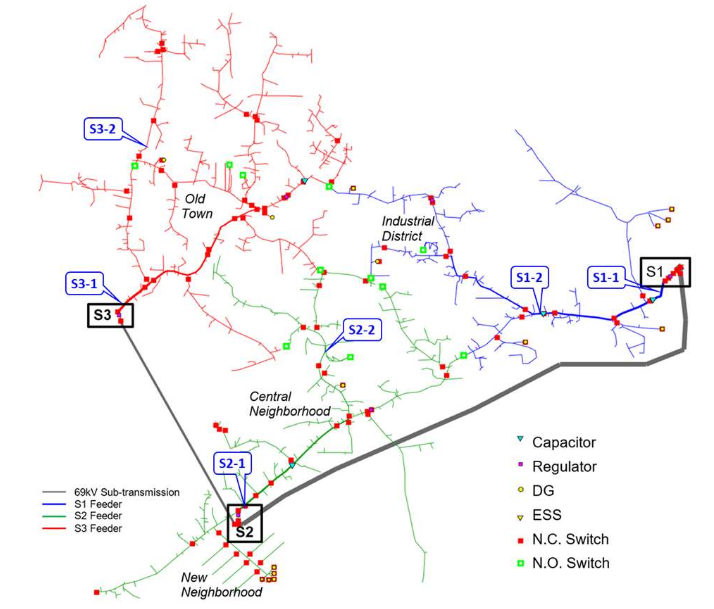 S3-2
Old
Town
Industrial
District
S3-1
S3
S1-2
S1-1
S1
S2-2
Central
Neighborhood
S2-1
S2
New
Neighborhood
69kV Sub-transmission
S1 Feeder
S2 Feeder
S3 Feeder
Capacitor
Regulator
DG
ESS
N.C. Switch
N.O. Switch